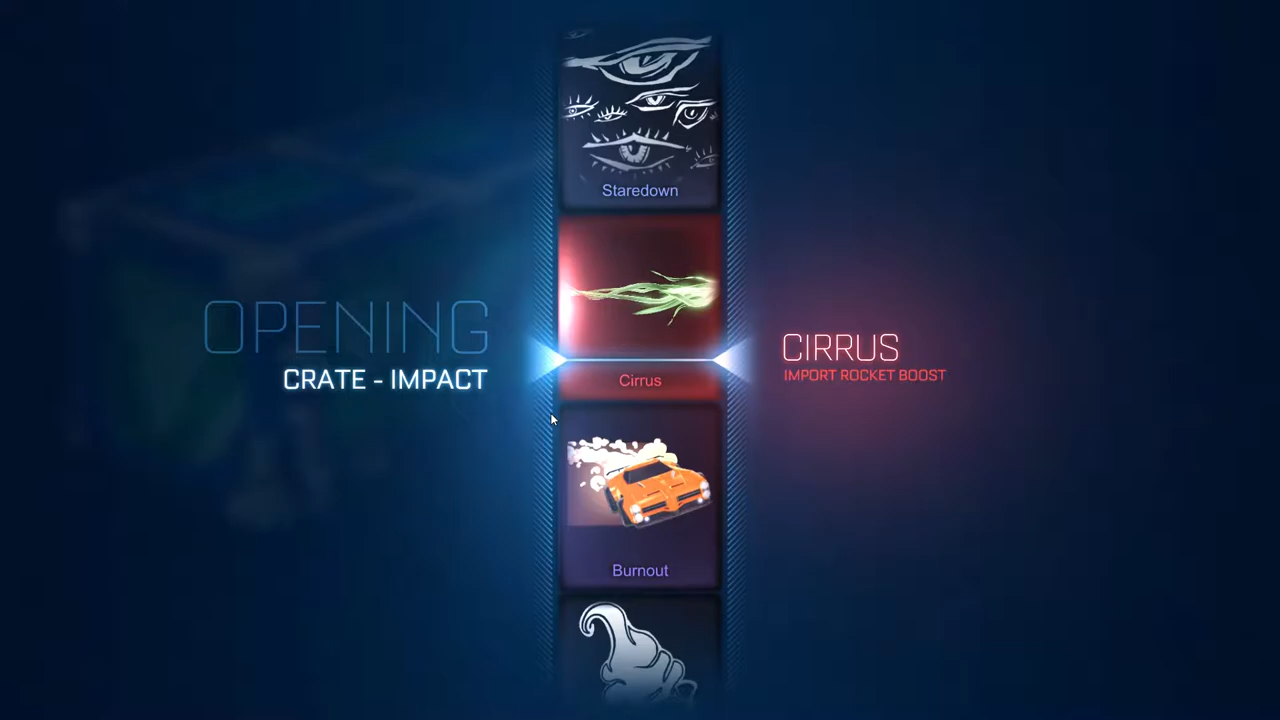 Staredown
OPENING
CRATE - IMPACT
CIRRUS
IMPORT ROCKET BOOST
Cirrus
Burnout